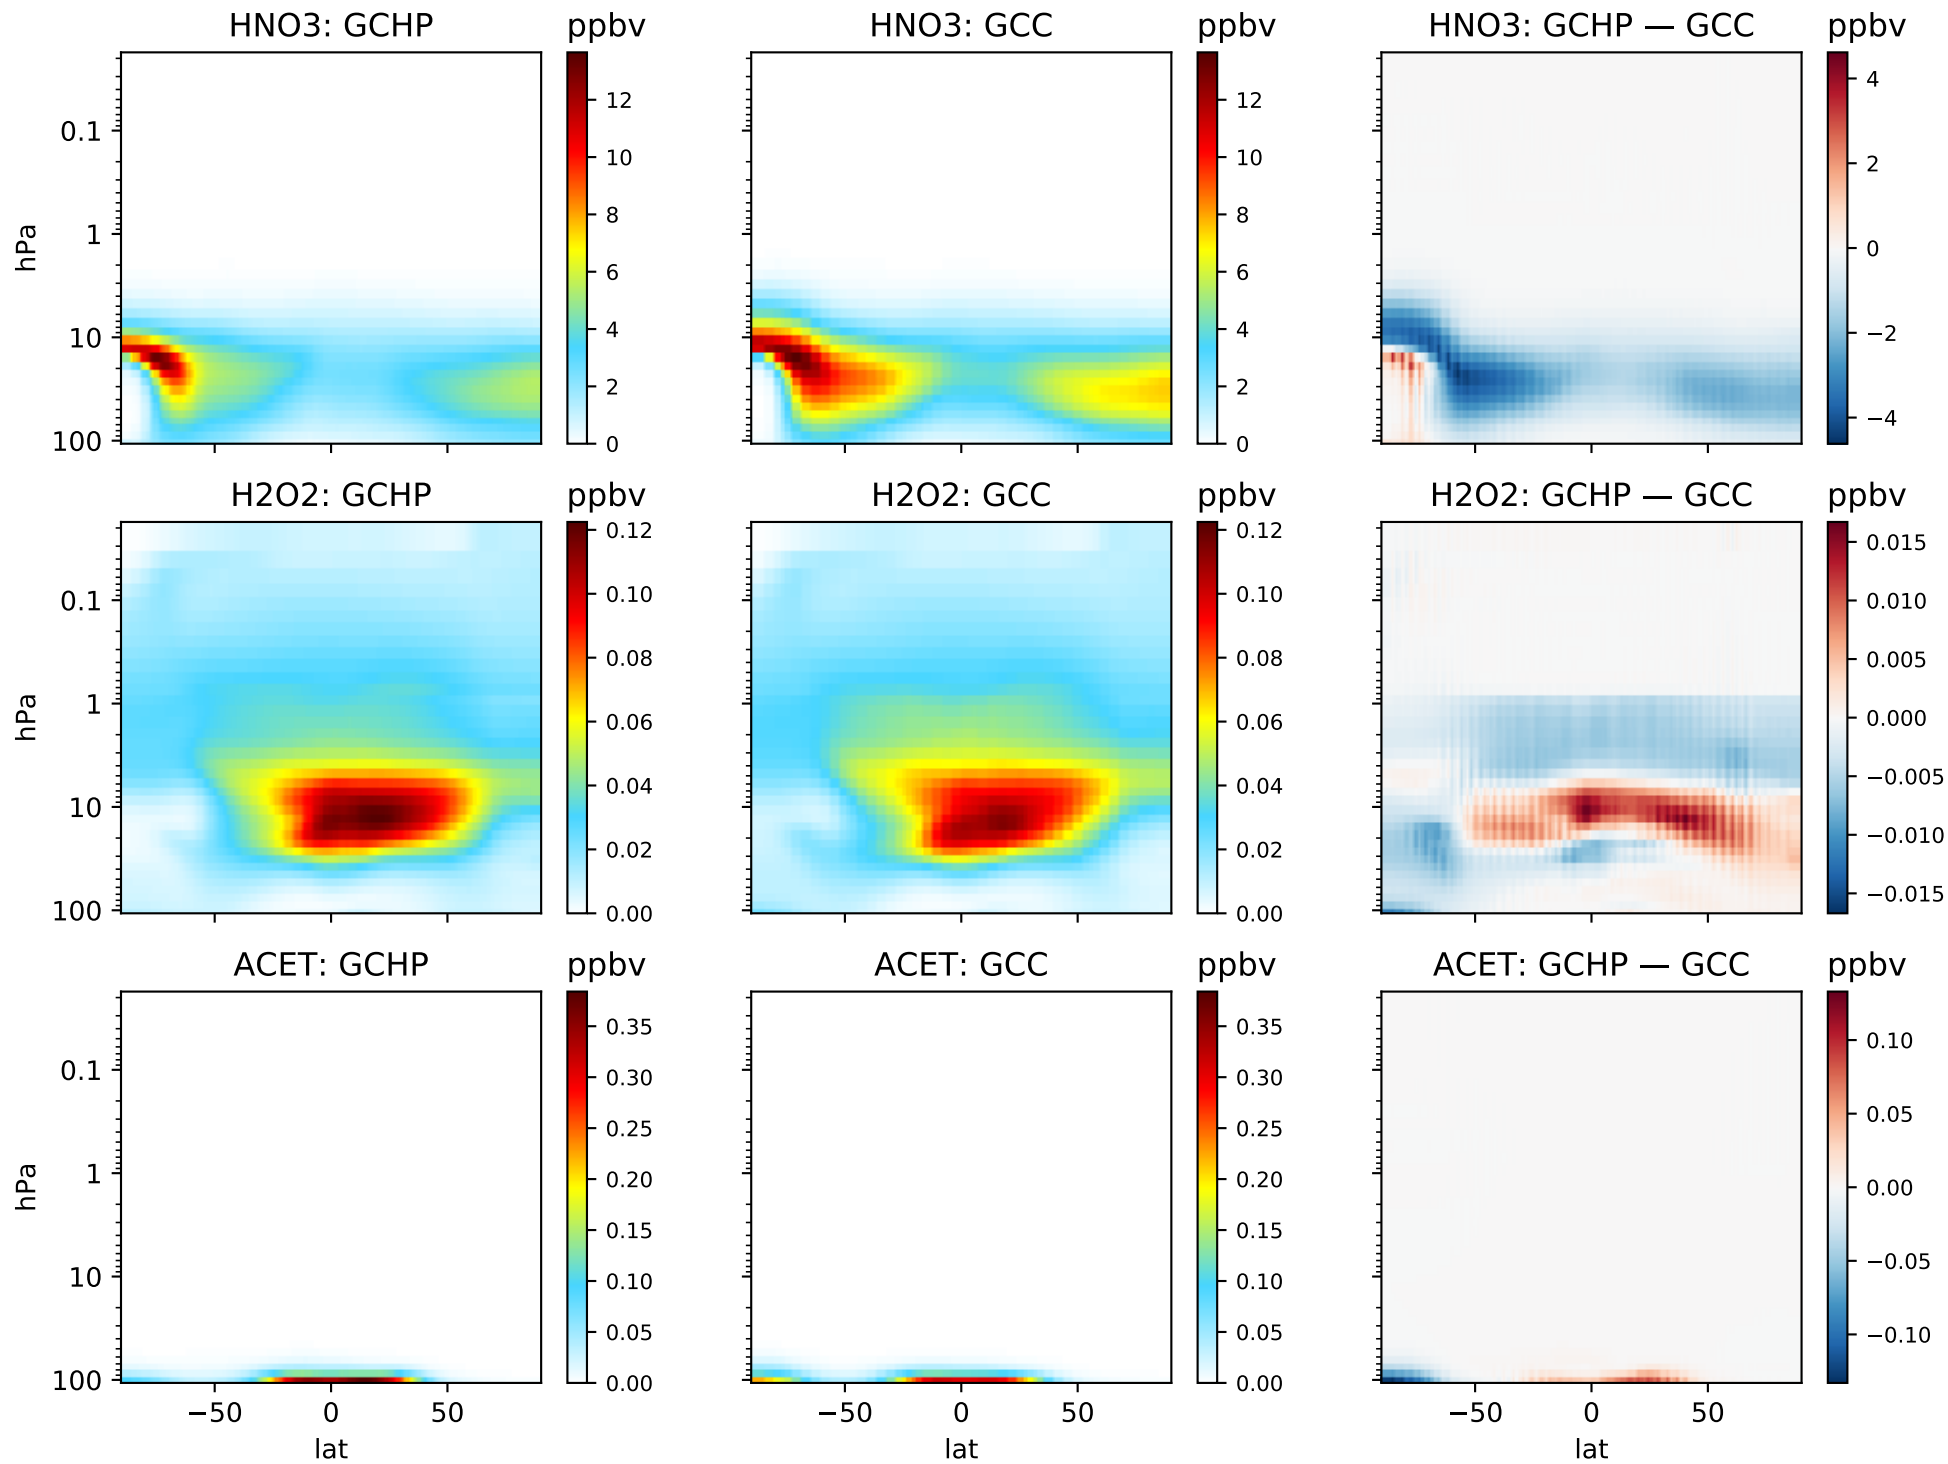 HNO3: GCHP
ppbv
HNO3: GCC
ppbv
HNO3: GCHP — GCC
ppbv
hPa
0.1
1
10
100
12
10
8
6
4
2
0
12
10
8
6
4
2
0
4
2
0
−2
−4
H2O2: GCHP
ppbv
H2O2: GCC
ppbv
H2O2: GCHP — GCC
ppbv
hPa
0.1
1
10
100
0.12
0.10
0.08
0.06
0.04
0.02
0.00
0.12
0.10
0.08
0.06
0.04
0.02
0.00
0.015
0.010
0.005
0.000
−0.005
−0.010
−0.015
ACET: GCHP
ppbv
ACET: GCC
ppbv
ACET: GCHP — GCC
ppbv
hPa
0.1
1
10
100
0.35
0.30
0.25
0.20
0.15
0.10
0.05
0.00
0.35
0.30
0.25
0.20
0.15
0.10
0.05
0.00
0.10
0.05
0.00
−0.05
−0.10
−50 0 50
lat
−50 0 50
lat
−50 0 50
lat